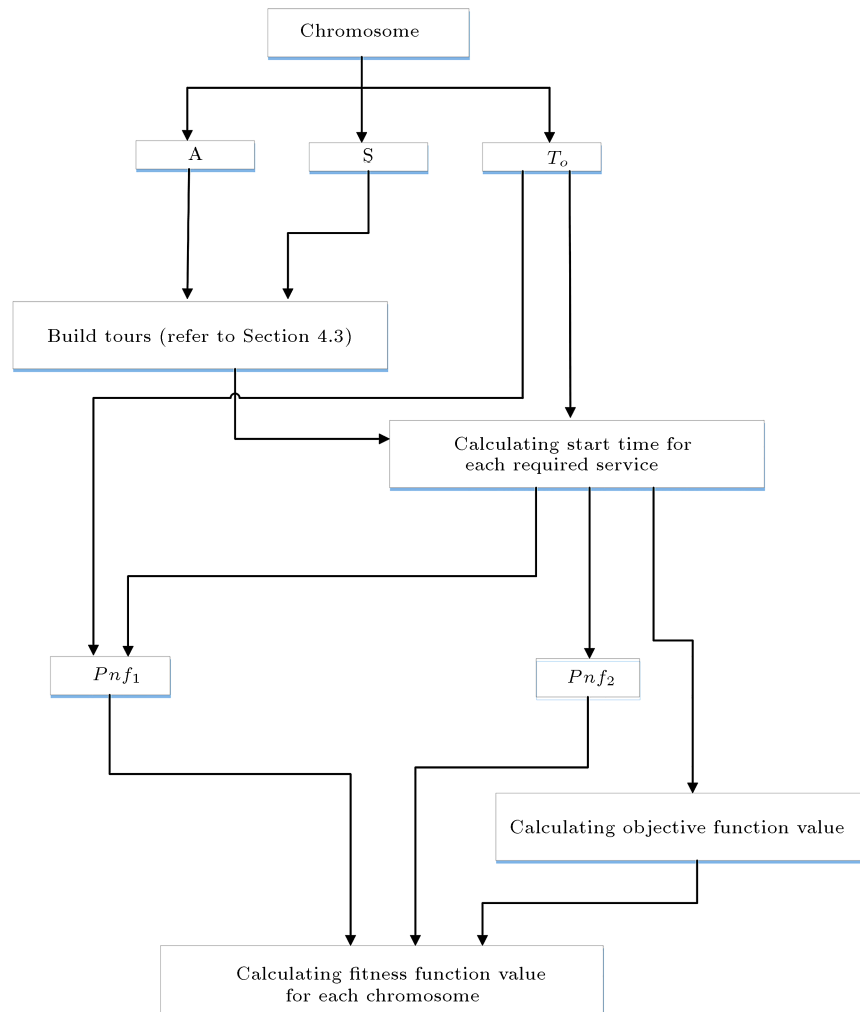 Chromosome
A
S
T_o
Build tours (refer to Section 4.3)
Calculating start time for
each required service
Pnf_1
Pnf_2
Calculating objective function value
Calculating fitness function value
for each chromosome